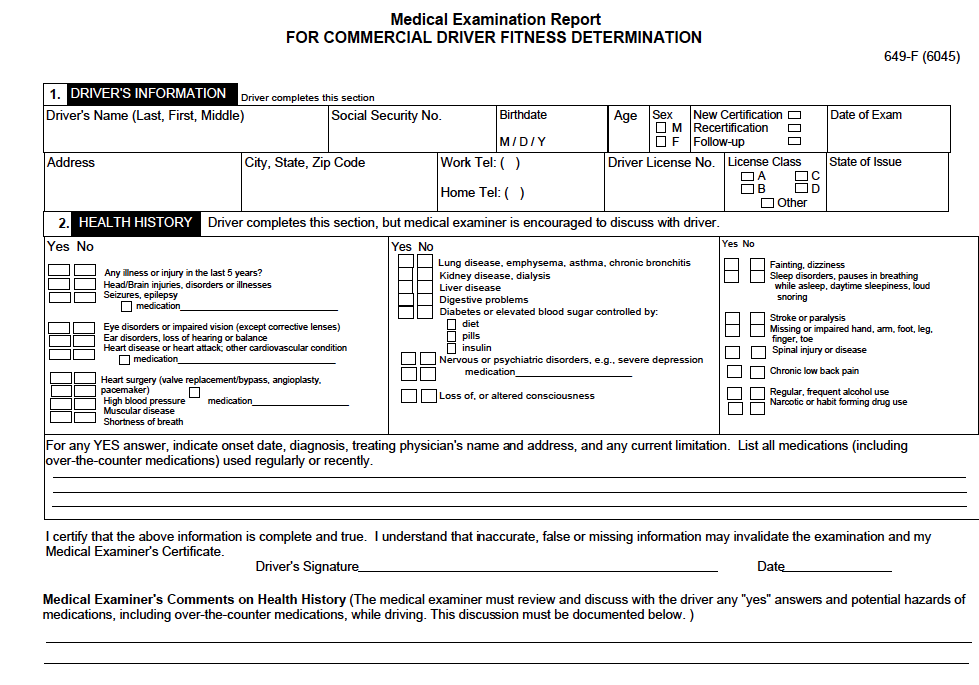 Medical Examination Report
FOR COMMERCIAL DRIVER FITNESS DETERMINATION
649-F (6045)
1. DRIVER'S INFORMATION Driver completes this section
Driver's Name (Last, First, Middle)
Social Security No.
Birthdate
M / D / Y
Age
Sex
M
F
New Certification
Recertification
Follow-up
Date of Exam
Address
City, State, Zip Code
Work Tel: ( )
Home Tel: ( )
Driver License No.
License Class
A C
B D
Other
State of Issue
2. HEALTH HISTORY Driver completes this section, but medical examiner is encouraged to discuss with driver.
Yes No
Any illness or injury in the last 5 years?
Head/Brain injuries, disorders or illnesses
Seizures, epilepsy
medication
Eye disorders or impaired vision (except corrective lenses)
Ear disorders, loss of hearing or balance
Heart disease or heart attack; other cardiovascular condition
medication
Heart surgery (valve replacement/bypass, angioplasty,
pacemaker)
High blood pressure medication
Muscular disease
Shortness of breath
Yes No
Lung disease, emphysema, asthma, chronic bronchitis
Kidney disease, dialysis
Liver disease
Digestive problems
Diabetes or elevated blood sugar controlled by:
diet
pills
insulin
Nervous or psychiatric disorders, e.g., severe depression
medication
Loss of, or altered consciousness
Yes No
Fainting, dizziness
Sleep disorders, pauses in breathing
while asleep, daytime sleepiness, loud
snoring
Stroke or paralysis
Missing or impaired hand, arm, foot, leg,
finger, toe
Spinal injury or disease
Chronic low back pain
Regular, frequent alcohol use
Narcotic or habit forming drug use
For any YES answer, indicate onset date, diagnosis, treating physician's name and address, and any current limitation. List all medications (including
over-the-counter medications) used regularly or recently.
I certify that the above information is complete and true. I understand that inaccurate, false or missing information may invalidate the examination and my
Medical Examiner's Certificate.
Driver's Signature Date
Medical Examiner's Comments on Health History (The medical examiner must review and discuss with the driver any "yes" answers and potential hazards of
medications, including over-the-counter medications, while driving. This discussion must be documented below. )